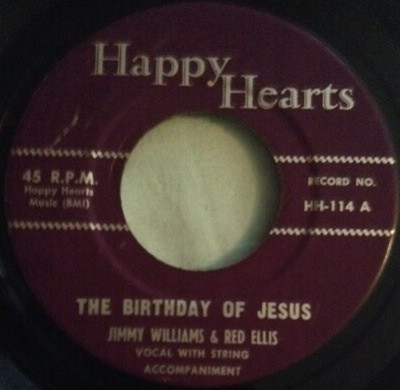 Happy
Hearts
45 R.P.M.
Happy Hearts
Music (BMI)
RECORD NO.
HH-114 A
THE BIRTHDAY OF JESUS
JIMMY WILLIAMS & RED ELLIS
VOCAL WITH STRING
ACCOMPANIMENT